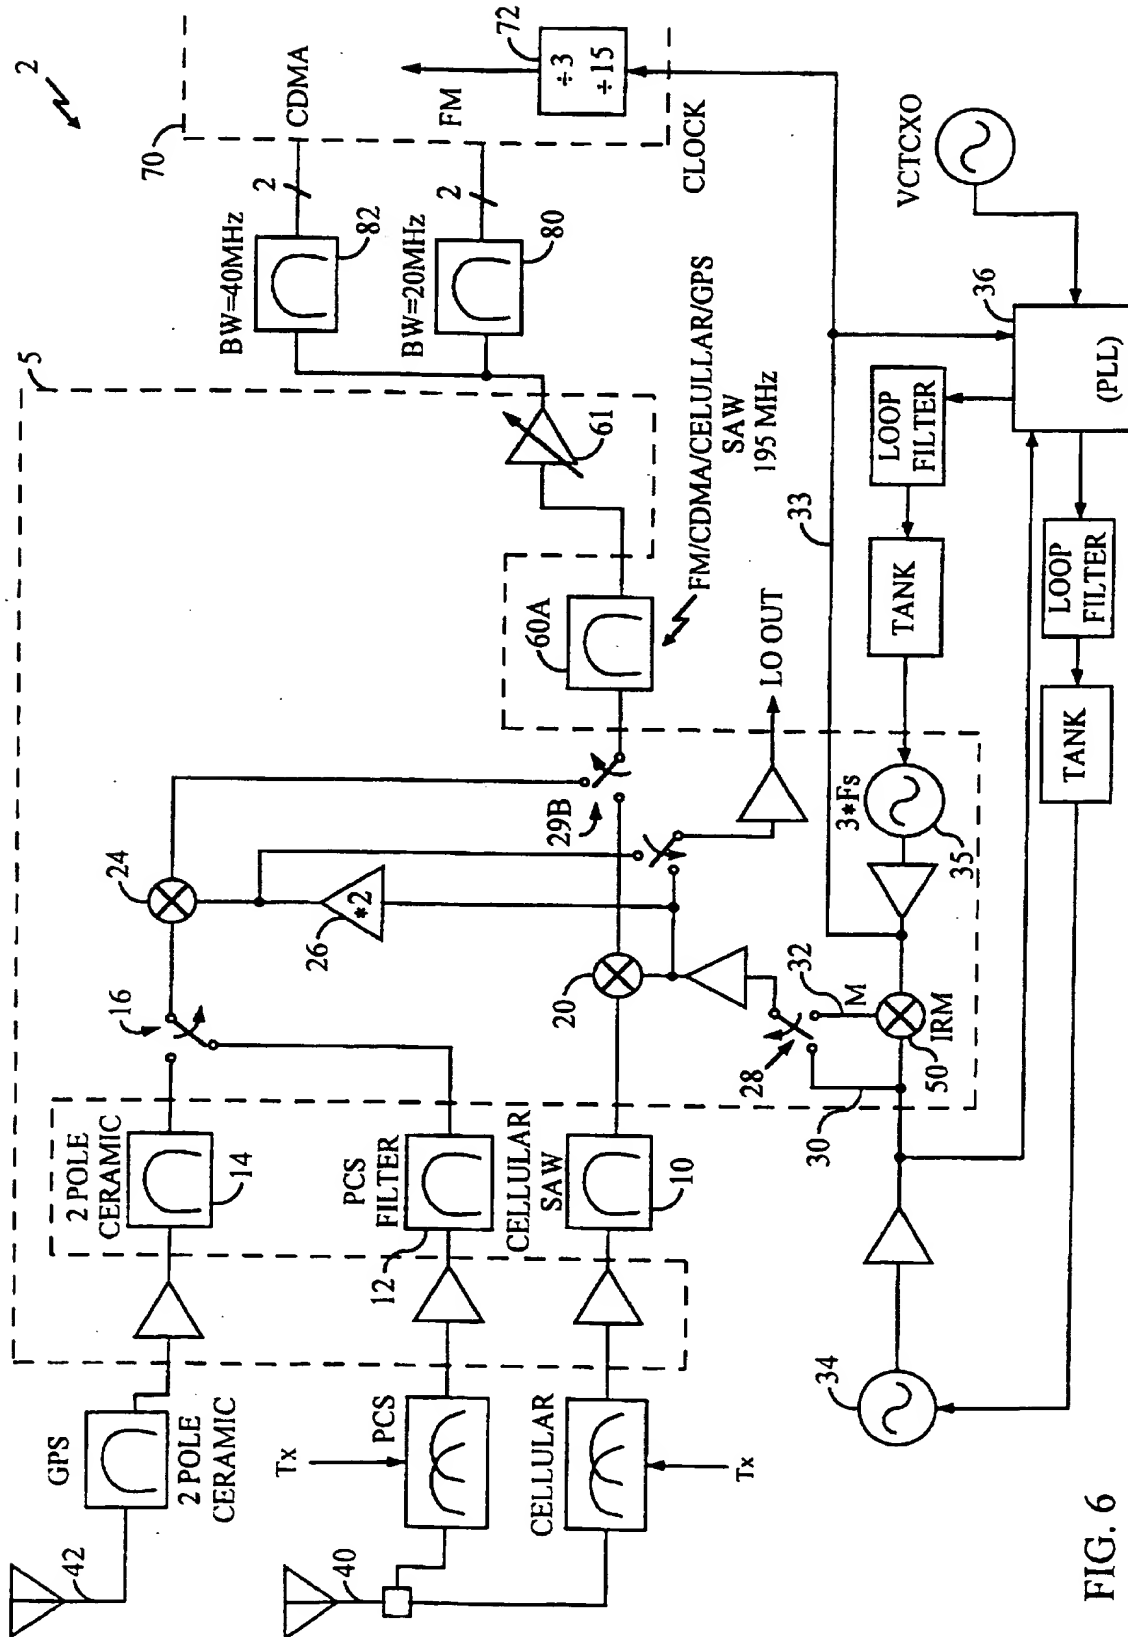 2
70
CDMA
FM
72
÷3
÷15
CLOCK
BW=40MHz
2
82
BW=20MHz
2
80
5
61
60A
FM/CDMA/CELULLAR/GPS
SAW
195 MHz
24
29B
26
*2
16
20
LO OUT
33
VCTCXO
36
(PLL)
LOOP
FILTER
TANK
LOOP
FILTER
TANK
3*Fs
35
32
M
28
50
IRM
30
2 POLE
CERAMIC
14
PCS
FILTER
12
CELLULAR
SAW
10
GPS
2 POLE
CERAMIC
42
Tx
PCS
40
CELLULAR
Tx
34
FIG. 6